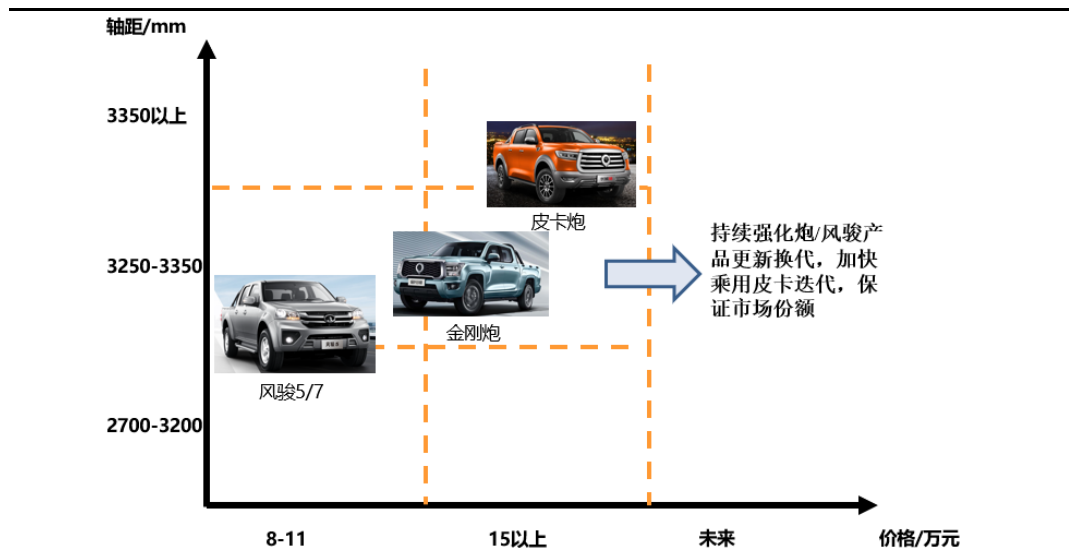 轴距/mm
3350以上
皮卡炮
持续强化炮/风骏产
品更新换代，加快
乘用皮卡迭代，保
证市场份额
3250-3350
金刚炮
风骏5/7
2700-3200
8-11
15以上
未来
价格/万元